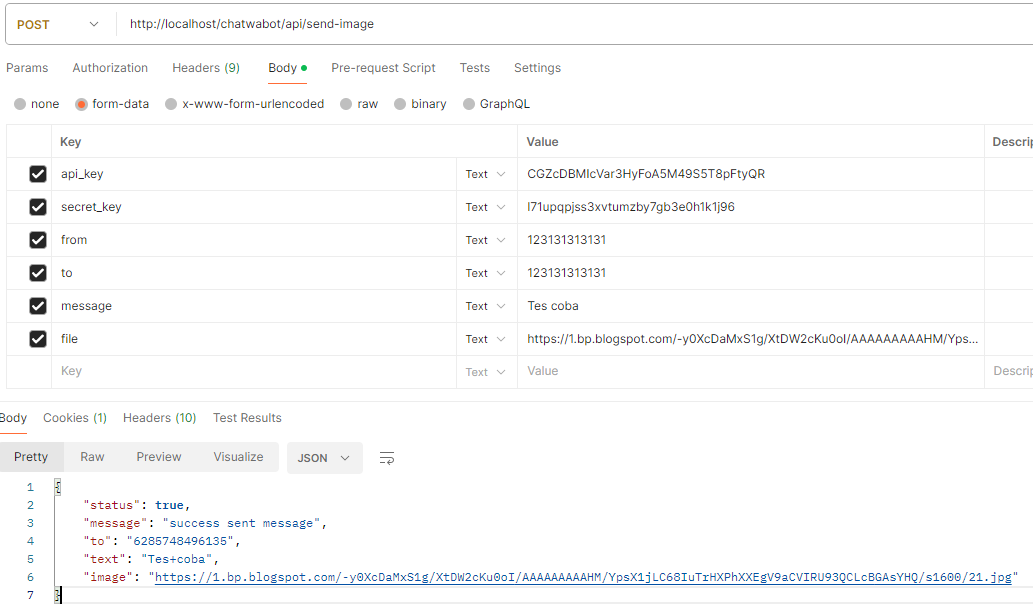 POST http://localhost/chatwabot/api/send-image
Params Authorization Headers (9) Body Pre-request Script Tests Settings
none form-data x-www-form-urlencoded raw binary GraphQL
Key Value Descrip
api_key Text CGZcDBMIcVar3HyFoA5M49S5T8pFtyQR
secret_key Text l71upqpjss3xvtumzby7gb3e0h1k1j96
from Text 123131313131
to Text 123131313131
message Text Tes coba
file Text https://1.bp.blogspot.com/-y0XcDaMxS1g/XtDW2cKu0oI/AAAAAAAAAHM/Yps...
Key Text Value Descrip
Body Cookies (1) Headers (10) Test Results
Pretty Raw Preview Visualize JSON
1 {
2 "status": true,
3 "message": "success sent message",
4 "to": "6285748496135",
5 "text": "Tes+coba",
6 "image": "https://1.bp.blogspot.com/-y0XcDaMxS1g/XtDW2cKu0oI/AAAAAAAAAHM/YpsX1jLC68IuTrHXPhXXEgV9aCVIRU93QCLcBGAsYHQ/s1600/21.jpg"
7 }